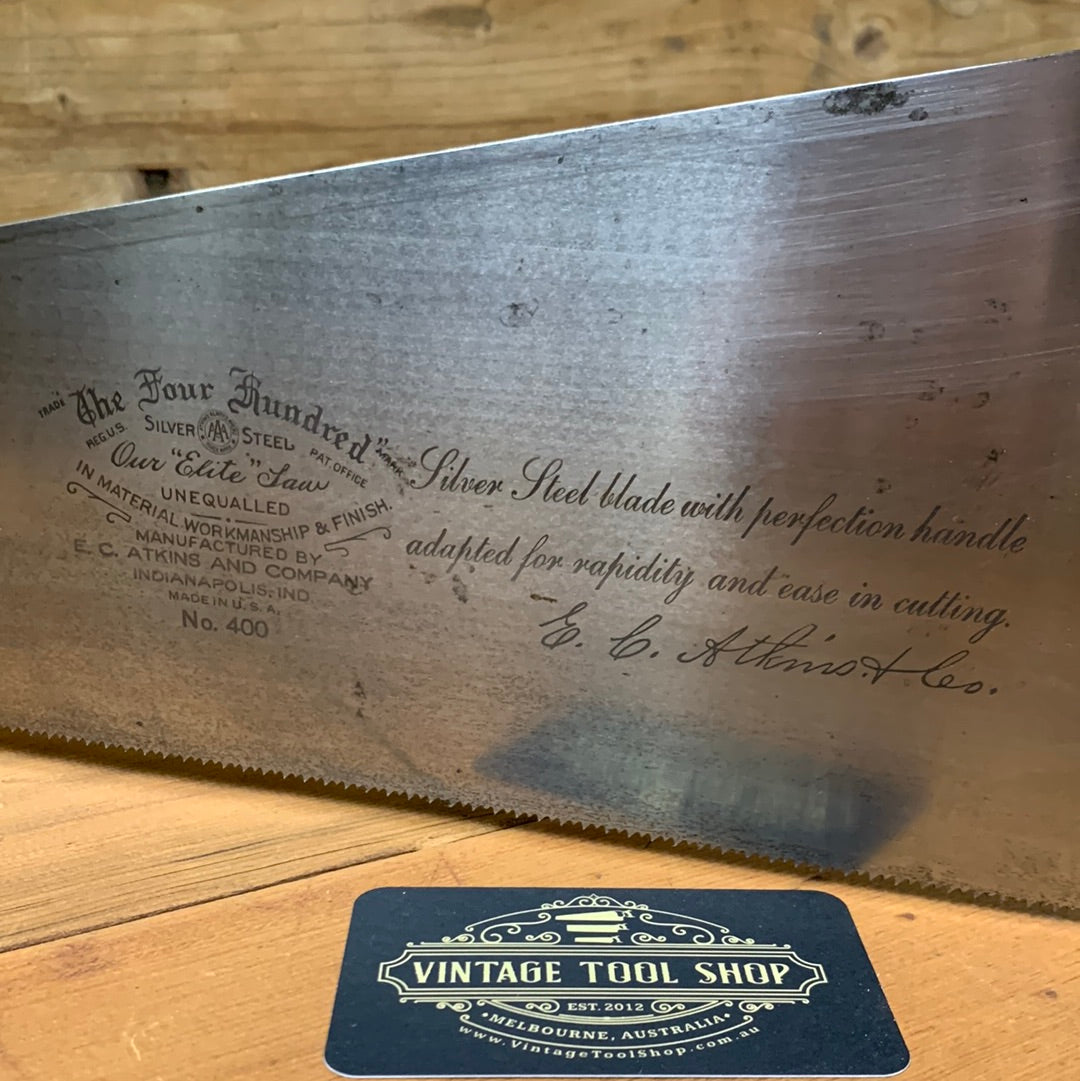 TRADE "The Four Hundred" MARK
REG.U.S. SILVER AAA STEEL PAT.OFFICE
Our "Elite" Saw
UNEQUALLED
IN MATERIAL, WORKMANSHIP & FINISH.
MANUFACTURED BY
E. C. ATKINS AND COMPANY
INDIANAPOLIS, IND
MADE IN U.S.A.
No. 400
Silver Steel blade with perfection handle
adapted for rapidity and ease in cutting.
E. C. Atkins & Co.
VINTAGE TOOL SHOP
EST. 2012
•MELBOURNE, AUSTRALIA•
www.VintageToolShop.com.au